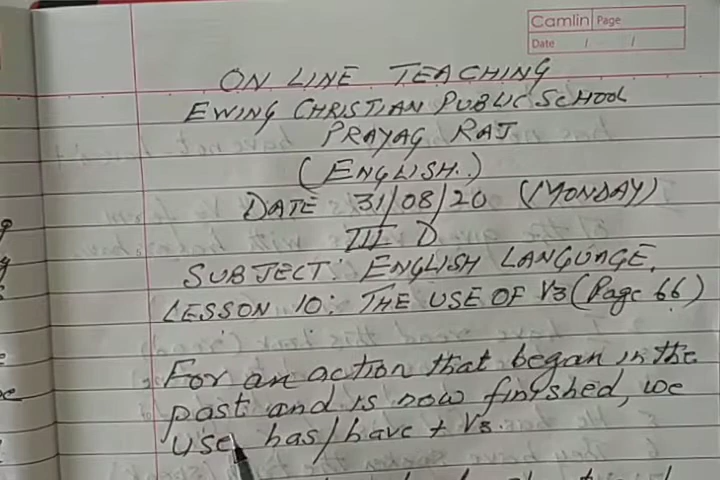 Camlin Page
Date / /
ON LINE TEACHING
EWING CHRISTIAN PUBLIC SCHOOL
PRAYAG RAJ
(ENGLISH.)
DATE 31/08/20 (MONDAY)
III D
SUBJECT: ENGLISH LANGUAGE.
LESSON 10: THE USE OF V3 (Page 66)
For an action that began in the
past and is now finished, we
use has/have + V3.